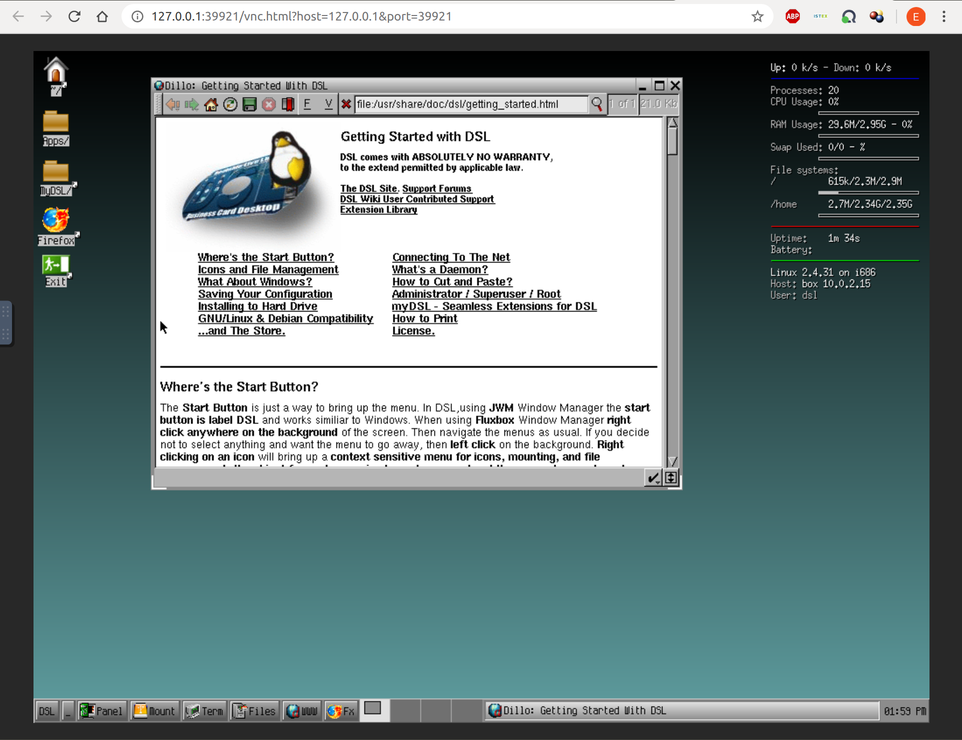 127.0.0.1:39921/vnc.html?host=127.0.0.1&port=39921
ABP
E
~/
Apps/
MyDSL/
Firefox
Exit
Dillo: Getting Started With DSL
F V
file:/usr/share/doc/dsl/getting_started.html
1 of 1
21.0 Kb
Business Card Desktop
Getting Started with DSL
DSL comes with ABSOLUTELY NO WARRANTY,
to the extend permitted by applicable law.
The DSL Site. Support Forums
DSL Wiki User Contributed Support
Extension Library
Where's the Start Button?
Icons and File Management
What About Windows?
Saving Your Configuration
Installing to Hard Drive
GNU/Linux & Debian Compatibility
...and The Store.
Connecting To The Net
What's a Daemon?
How to Cut and Paste?
Administrator / Superuser / Root
myDSL - Seamless Extensions for DSL
How to Print
License.
Where's the Start Button?
The Start Button is just a way to bring up the menu. In DSL,using JWM Window Manager the start
button is label DSL and works similiar to Windows. When using Fluxbox Window Manager right
click anywhere on the background of the screen. Then navigate the menus as usual. If you decide
not to select anything and want the menu to go away, then left click on the background. Right
clicking on an icon will bring up a context sensitive menu for icons, mounting, and file
Up: 0 k/s - Down: 0 k/s
Processes: 20
CPU Usage: 0%
RAM Usage: 29.6M/2.95G - 0%
Swap Used: 0/0 - %
File systems:
/ 615k/2.3M/2.9M
/home 2.7M/2.34G/2.35G
Uptime: 1m 34s
Battery:
Linux 2.4.31 on i686
Host: box 10.0.2.15
User: dsl
DSL _ Panel Mount Term Files WWW Fx Dillo: Getting Started With DSL 01:59 PM